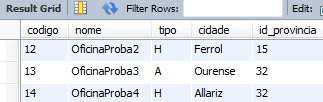 Result Grid Filter Rows: Edit:
codigo nome tipo cidade id_provincia
12 OficinaProba2 H Ferrol 15
13 OficinaProba3 A Ourense 32
14 OficinaProba4 H Allariz 32